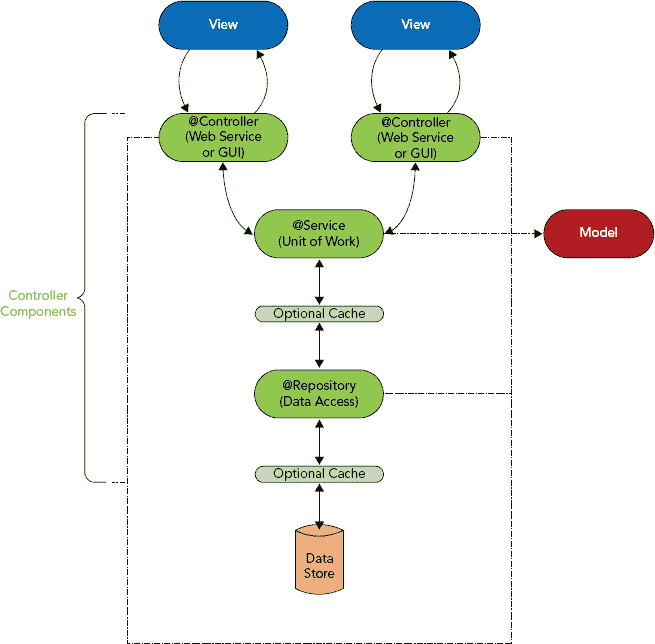 View
View
@Controller
(Web Service
or GUI)
@Controller
(Web Service
or GUI)
@Service
(Unit of Work)
Model
Controller
Components
Optional Cache
@Repository
(Data Access)
Optional Cache
Data
Store